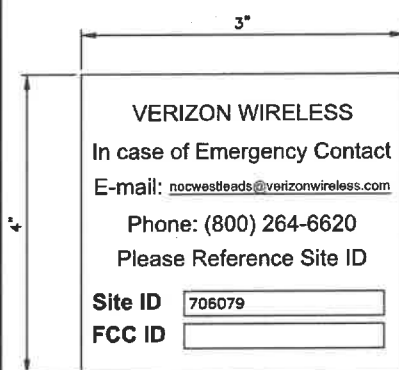 3"
4"
VERIZON WIRELESS
In case of Emergency Contact
E-mail: nocwestleads@verizonwireless.com
Phone: (800) 264-6620
Please Reference Site ID
Site ID 706079
FCC ID